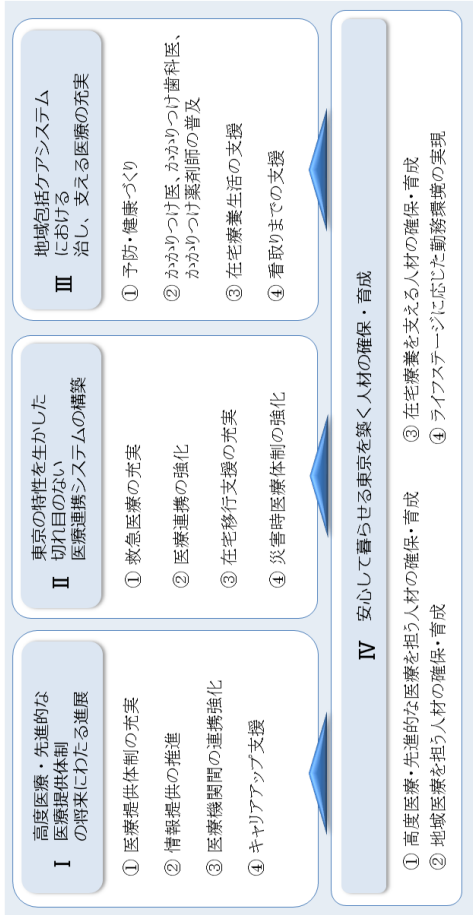 Ⅰ
高度医療・先進的な
医療提供体制
の将来にわたる進展
① 医療提供体制の充実
② 情報提供の推進
③ 医療機関間の連携強化
④ キャリアアップ支援
Ⅱ
東京の特性を生かした
切れ目のない
医療連携システムの構築
① 救急医療の充実
② 医療連携の強化
③ 在宅移行支援の充実
④ 災害時医療体制の強化
Ⅲ
地域包括ケアシステム
における
治し、支える医療の充実
① 予防・健康づくり
② かかりつけ医、かかりつけ歯科医、
かかりつけ薬剤師の普及
③ 在宅療養生活の支援
④ 看取りまでの支援
Ⅳ 安心して暮らせる東京を築く人材の確保・育成
① 高度医療・先進的な医療を担う人材の確保・育成
② 地域医療を担う人材の確保・育成
③ 在宅療養を支える人材の確保・育成
④ ライフステージに応じた勤務環境の実現